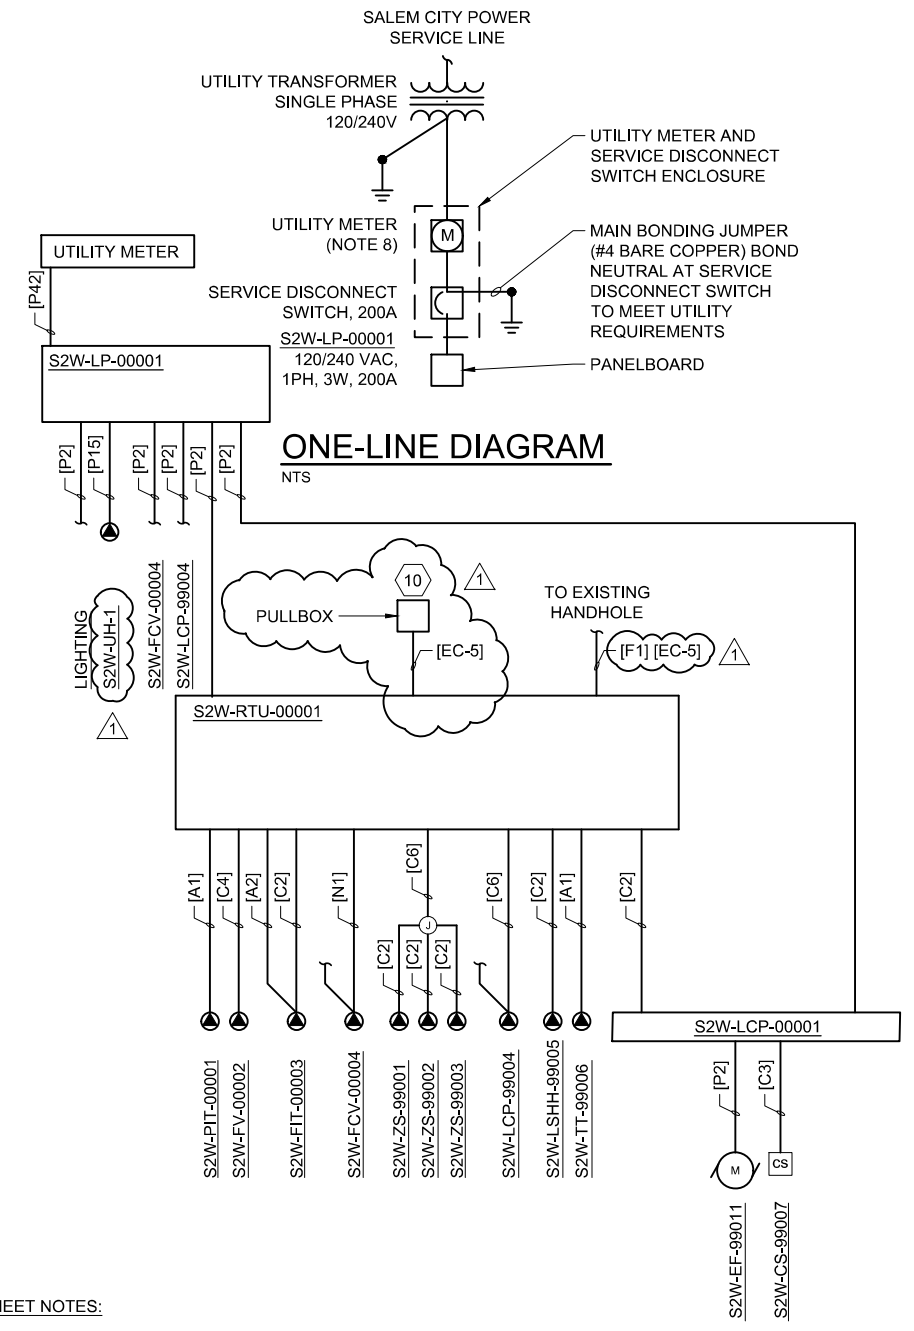 SALEM CITY POWER
SERVICE LINE
UTILITY TRANSFORMER
SINGLE PHASE
120/240V
UTILITY METER AND
SERVICE DISCONNECT
SWITCH ENCLOSURE
UTILITY METER
(NOTE 8)
M
MAIN BONDING JUMPER
(#4 BARE COPPER) BOND
NEUTRAL AT SERVICE
DISCONNECT SWITCH
TO MEET UTILITY
REQUIREMENTS
SERVICE DISCONNECT
SWITCH, 200A
S2W-LP-00001
120/240 VAC,
1PH, 3W, 200A
PANELBOARD
ONE-LINE DIAGRAM
NTS
UTILITY METER
[P42]
S2W-LP-00001
[P2]
[P15]
[P2]
[P2]
[P2]
[P2]
LIGHTING
S2W-UH-1
S2W-FCV-00004
S2W-LCP-99004
1
10
1
PULLBOX
[EC-5]
TO EXISTING
HANDHOLE
[F1] [EC-5]
1
S2W-RTU-00001
[A1]
[C4]
[A2]
[C2]
[N1]
[C6]
J
[C2]
[C2]
[C2]
[C6]
[C2]
[A1]
[C2]
S2W-PIT-00001
S2W-FV-00002
S2W-FIT-00003
S2W-FCV-00004
S2W-ZS-99001
S2W-ZS-99002
S2W-ZS-99003
S2W-LCP-99004
S2W-LSHH-99005
S2W-TT-99006
S2W-LCP-00001
[P2]
[C3]
M
CS
S2W-EF-99011
S2W-CS-99007
HEET NOTES: